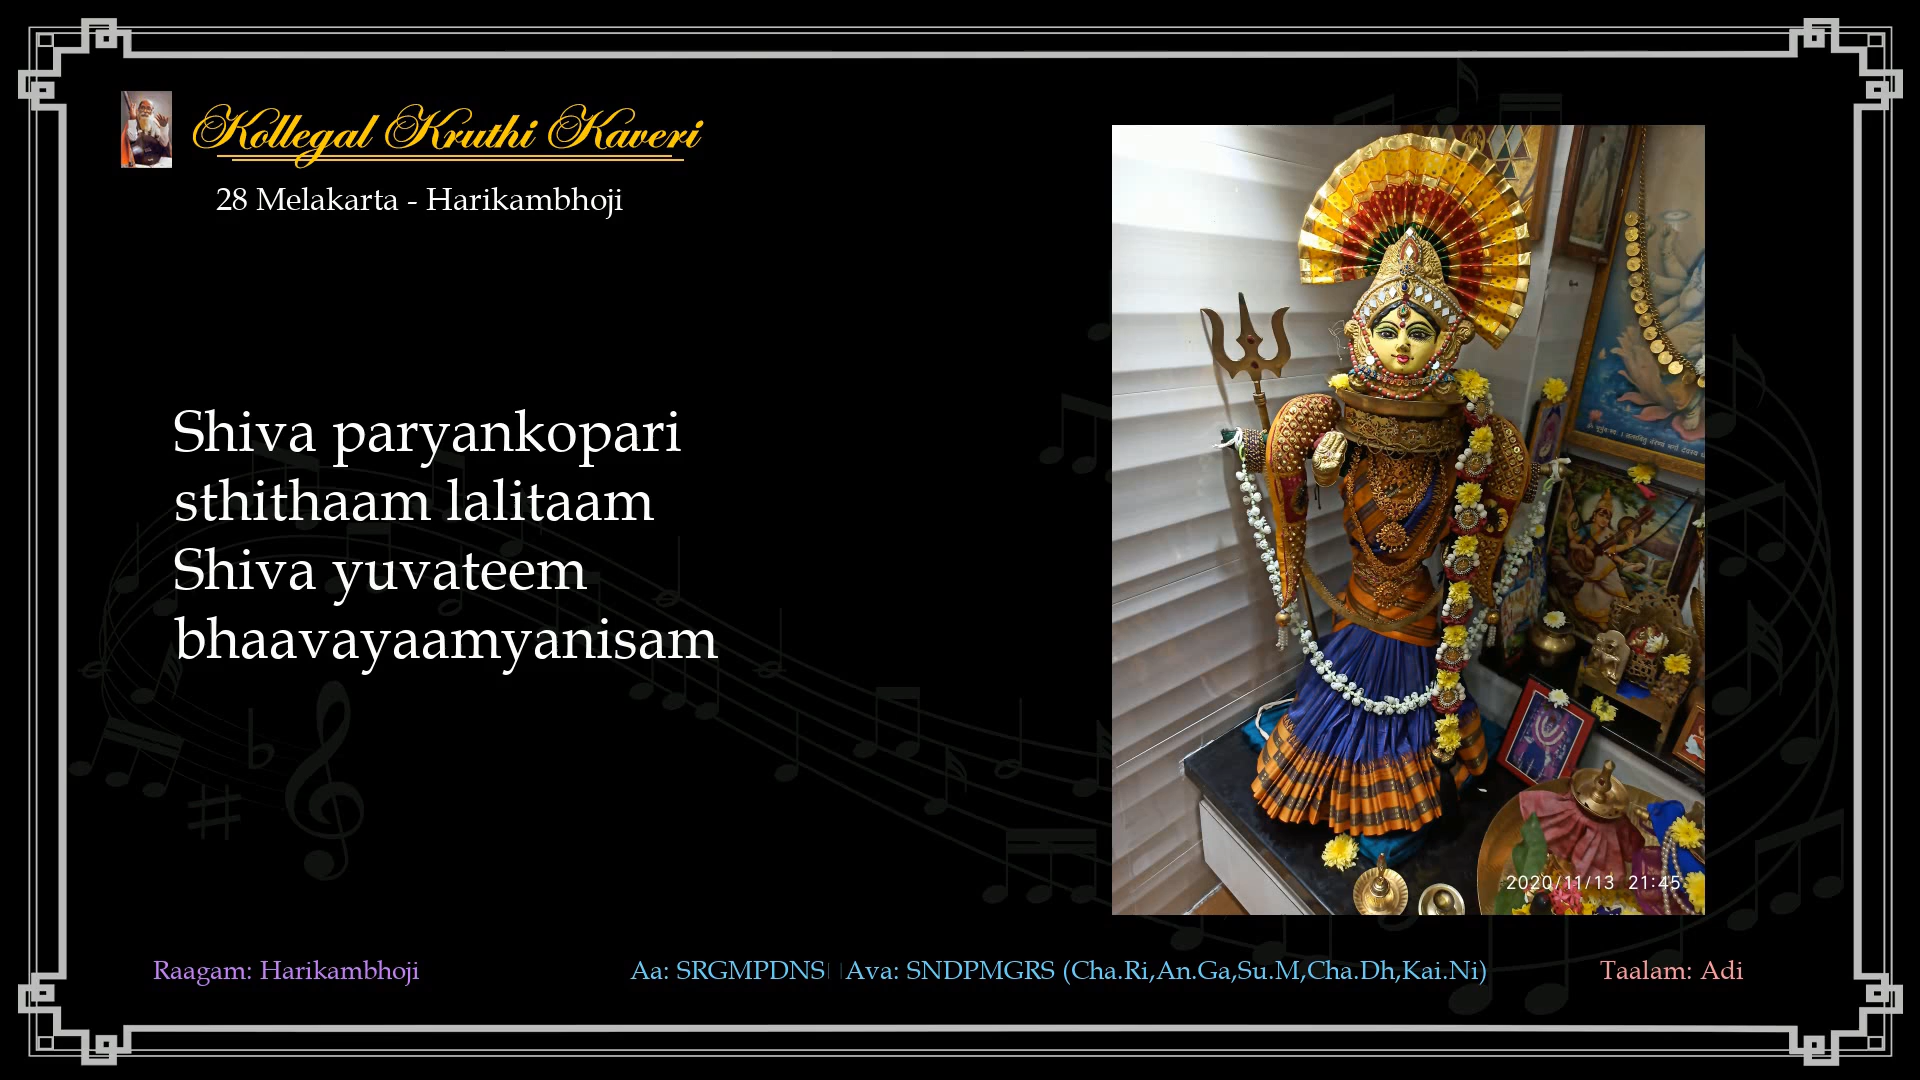 Kollegal Kruthi Kaveri
28 Melakarta - Harikambhoji
Shiva paryankopari
sthithaam lalitaam
Shiva yuvateem
bhaavayaamyanisam
2020/11/13 21:45
Raagam: Harikambhoji
Aa: SRGMPDNS Ava: SNDPMGRS (Cha.Ri,An.Ga,Su.M,Cha.Dh,Kai.Ni)
Taalam: Adi